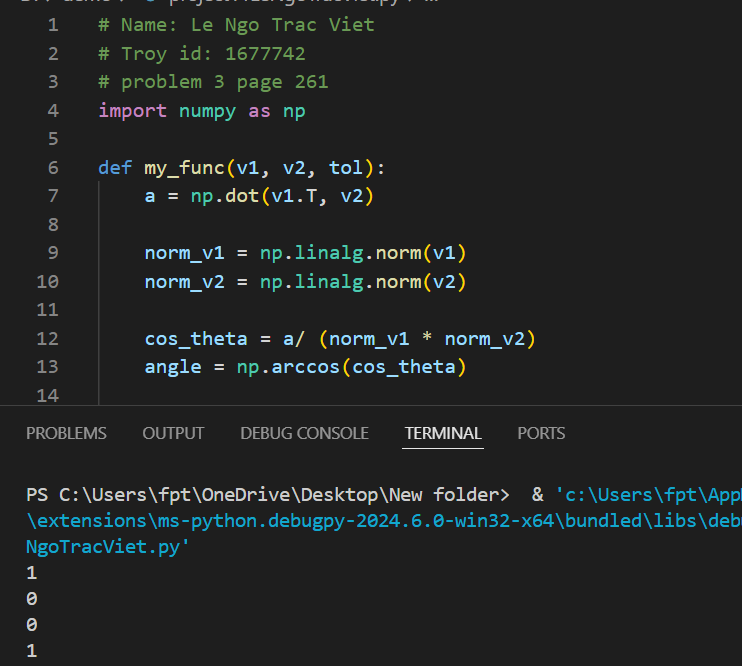 1 # Name: Le Ngo Trac Viet
2 # Troy id: 1677742
3 # problem 3 page 261
4 import numpy as np
5
6 def my_func(v1, v2, tol):
7 a = np.dot(v1.T, v2)
8
9 norm_v1 = np.linalg.norm(v1)
10 norm_v2 = np.linalg.norm(v2)
11
12 cos_theta = a/ (norm_v1 * norm_v2)
13 angle = np.arccos(cos_theta)
14
PROBLEMS OUTPUT DEBUG CONSOLE TERMINAL PORTS
PS C:\Users\fpt\OneDrive\Desktop\New folder> & 'c:\Users\fpt\App
\extensions\ms-python.debugpy-2024.6.0-win32-x64\bundled\libs\deb
NgoTracViet.py'
1
0
0
1